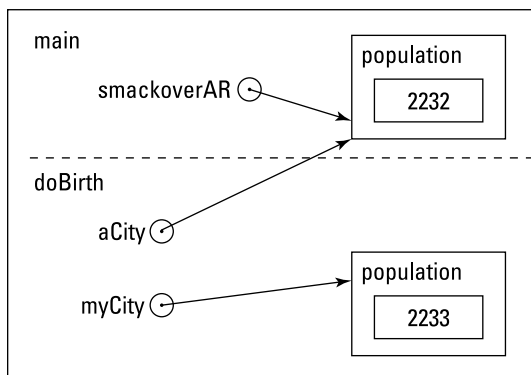 main
population
smackoverAR
2232
doBirth
aCity
population
myCity
2233